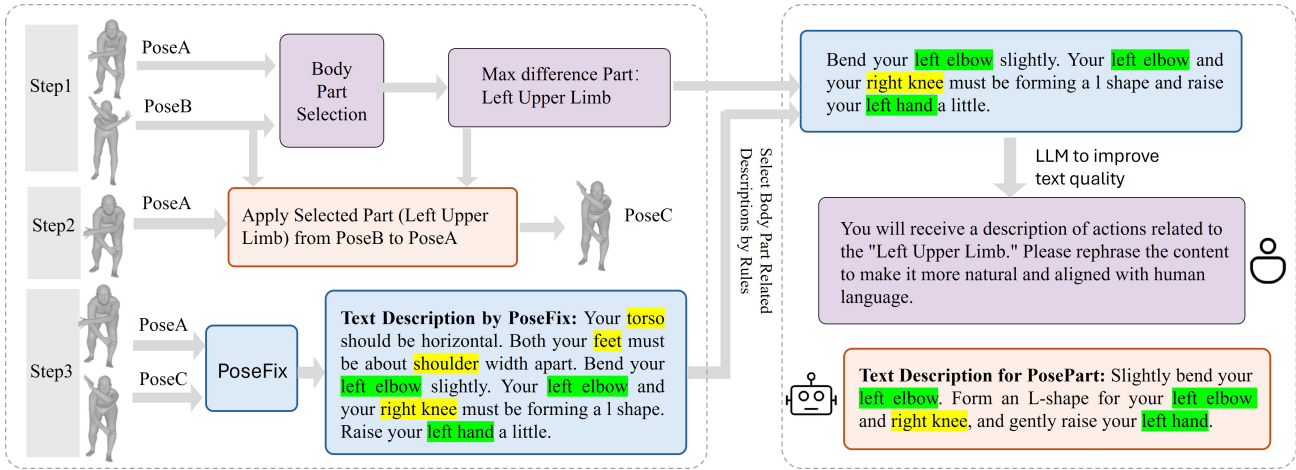 Step1
PoseA
PoseB
Body
Part
Selection
Max difference Part:
Left Upper Limb
Step2
PoseA
Apply Selected Part (Left Upper
Limb) from PoseB to PoseA
PoseC
Step3
PoseA
PoseC
PoseFix
Text Description by PoseFix: Your torso
should be horizontal. Both your feet must
be about shoulder width apart. Bend your
left elbow slightly. Your left elbow and
your right knee must be forming a l shape.
Raise your left hand a little.
Select Body Part Related
Descriptions by Rules
Bend your left elbow slightly. Your left elbow and
your right knee must be forming a l shape and raise
your left hand a little.
LLM to improve
text quality
You will receive a description of actions related to
the "Left Upper Limb." Please rephrase the content
to make it more natural and aligned with human
language.
Text Description for PosePart: Slightly bend your
left elbow. Form an L-shape for your left elbow
and right knee, and gently raise your left hand.